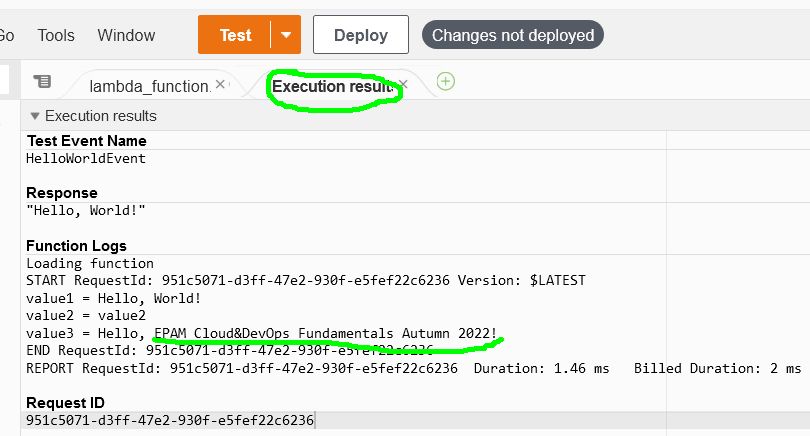 Go Tools Window Test Deploy Changes not deployed
lambda_function. Execution result
Execution results
Test Event Name
HelloWorldEvent
Response
"Hello, World!"
Function Logs
Loading function
START RequestId: 951c5071-d3ff-47e2-930f-e5fef22c6236 Version: $LATEST
value1 = Hello, World!
value2 = value2
value3 = Hello, EPAM Cloud&DevOps Fundamentals Autumn 2022!
END RequestId: 951c5071-d3ff-47e2-930f-e5fef22c6236
REPORT RequestId: 951c5071-d3ff-47e2-930f-e5fef22c6236 Duration: 1.46 ms Billed Duration: 2 ms
Request ID
951c5071-d3ff-47e2-930f-e5fef22c6236